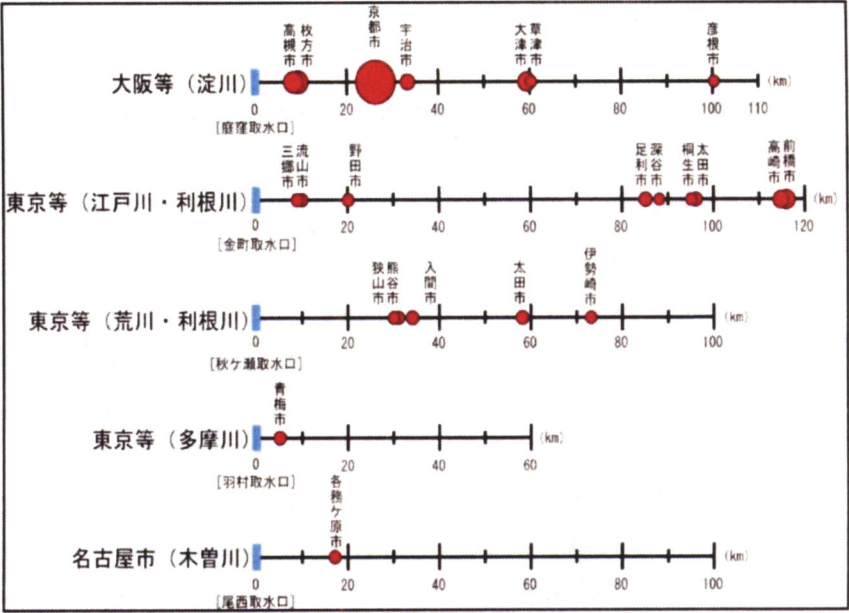 高槻市
枚方市
京都市
宇治市
大津市
草津市
彦根市
大阪等（淀川）
0 20 40 60 80 100 110 (km)
[庭窪取水口]
三郷市
流山市
野田市
足利市
深谷市
桐生市
太田市
高崎市
前橋市
東京等（江戸川・利根川）
0 20 40 60 80 100 120 (km)
[金町取水口]
狭山市
熊谷市
入間市
太田市
伊勢崎市
東京等（荒川・利根川）
0 20 40 60 80 100 (km)
[秋ケ瀬取水口]
青梅市
東京等（多摩川）
0 20 40 60 (km)
[羽村取水口]
各務ケ原市
名古屋市（木曽川）
0 20 40 60 80 100 (km)
[尾西取水口]